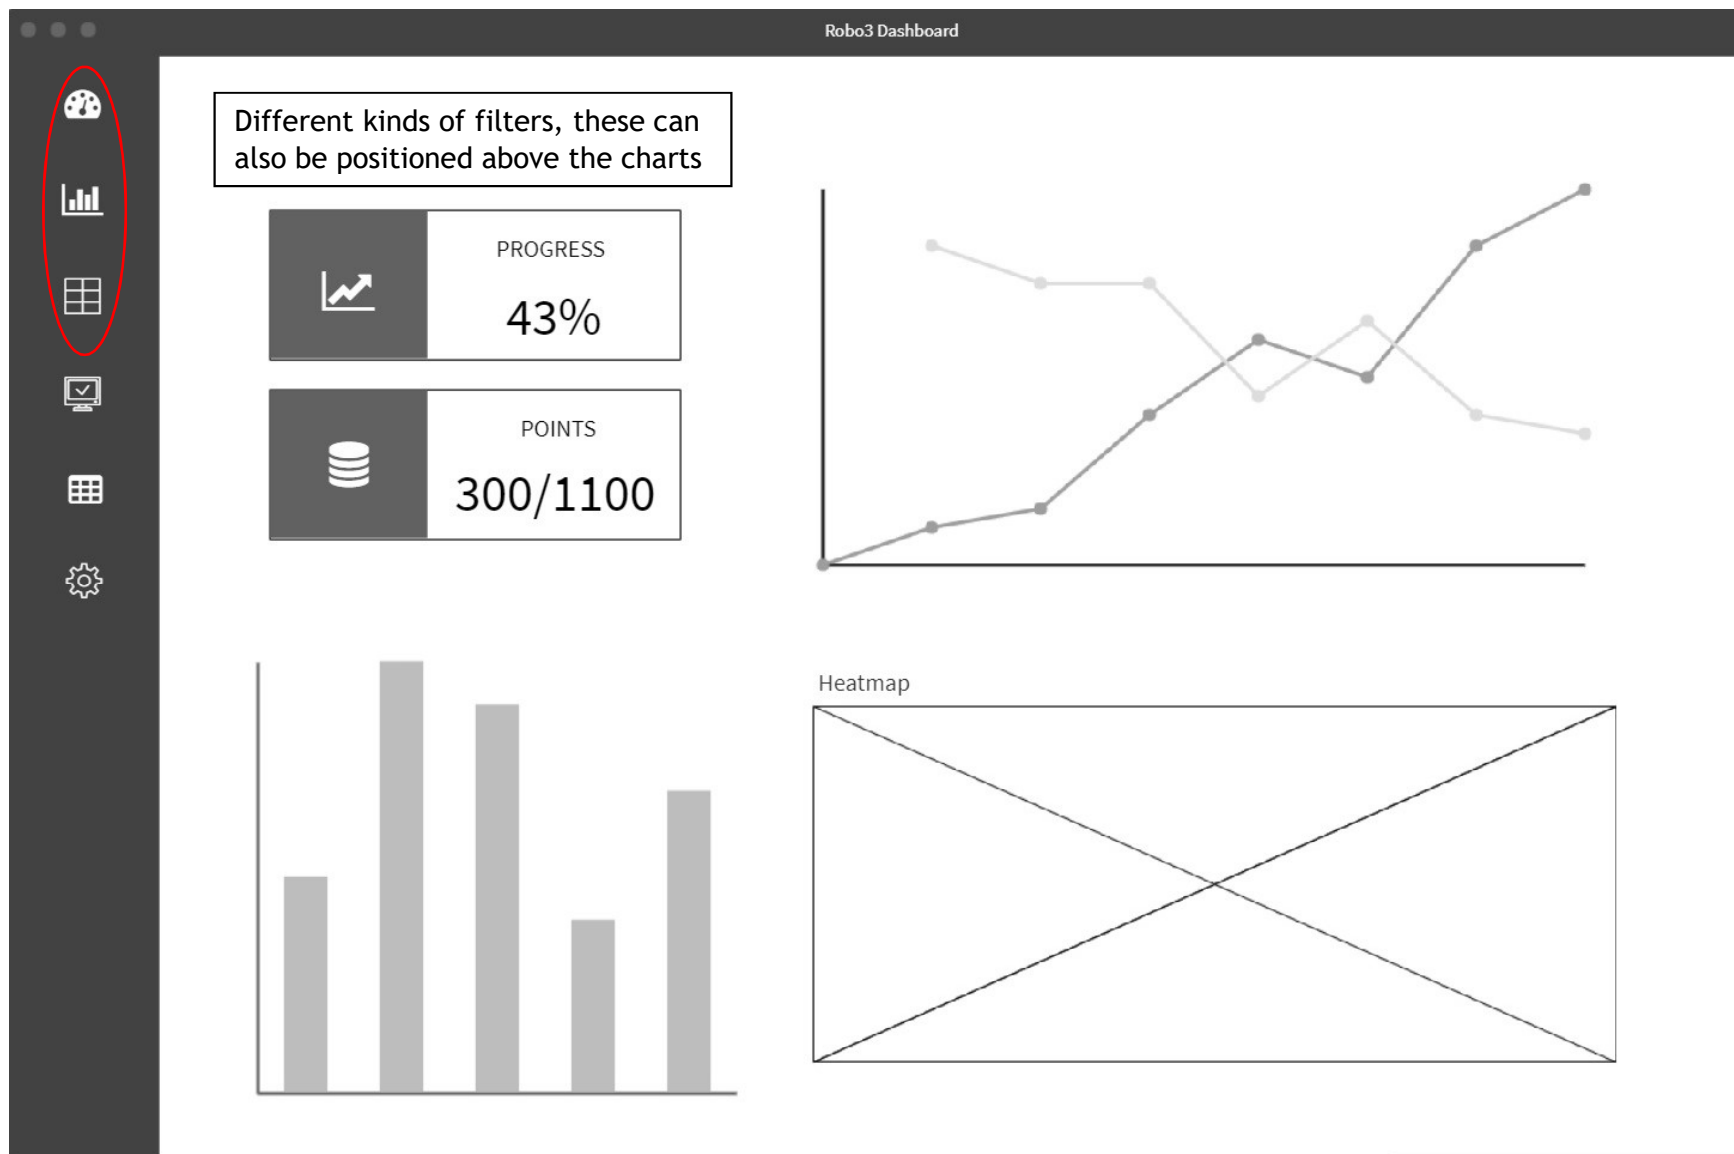 Robo3 Dashboard
Different kinds of filters, these can
also be positioned above the charts
PROGRESS
43%
POINTS
300/1100
Heatmap